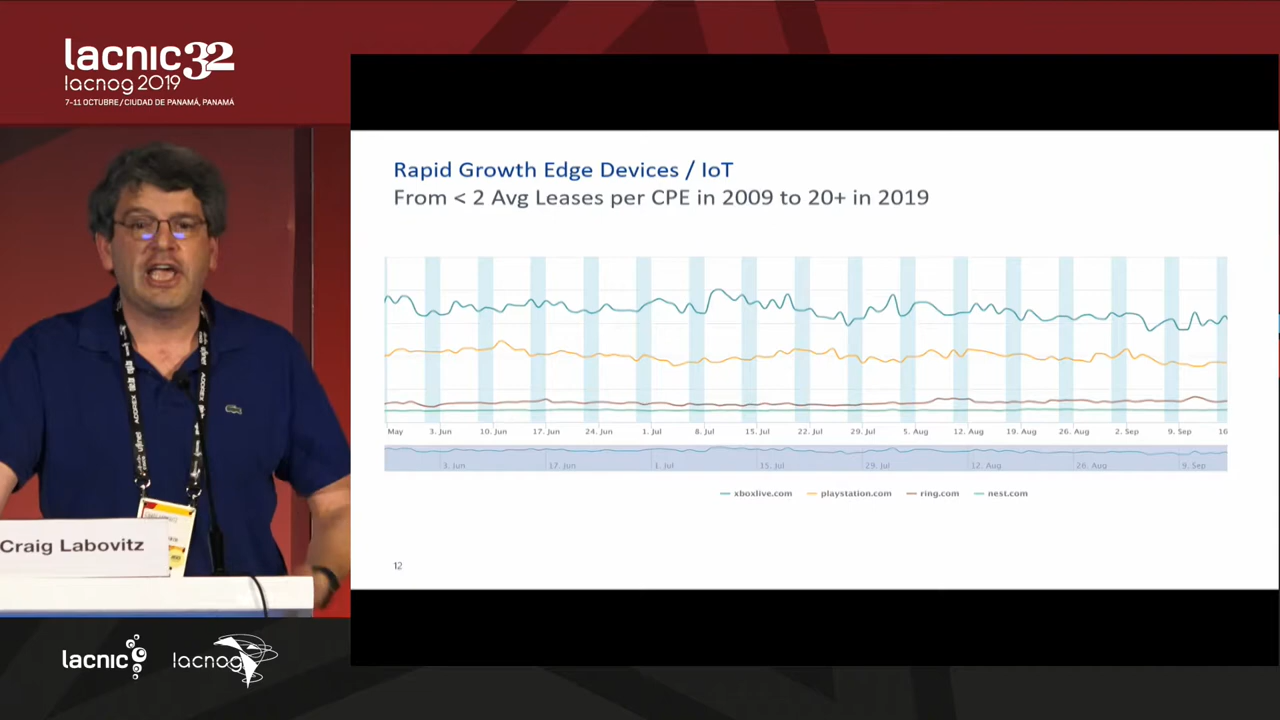 lacnic32
lacnog 2019
7-11 OCTUBRE / CIUDAD DE PANAMÁ, PANAMÁ
Rapid Growth Edge Devices / IoT
From < 2 Avg Leases per CPE in 2009 to 20+ in 2019
May 3. Jun 10. Jun 17. Jun 24. Jun 1. Jul 8. Jul 15. Jul 22. Jul 29. Jul 5. Aug 12. Aug 19. Aug 26. Aug 2. Sep 9. Sep 16
3. Jun 17. Jun 1. Jul 15. Jul 29. Jul 12. Aug 26. Aug 9. Sep
xboxlive.com playstation.com ring.com nest.com
12
Craig Labovitz
lacnic lacnog